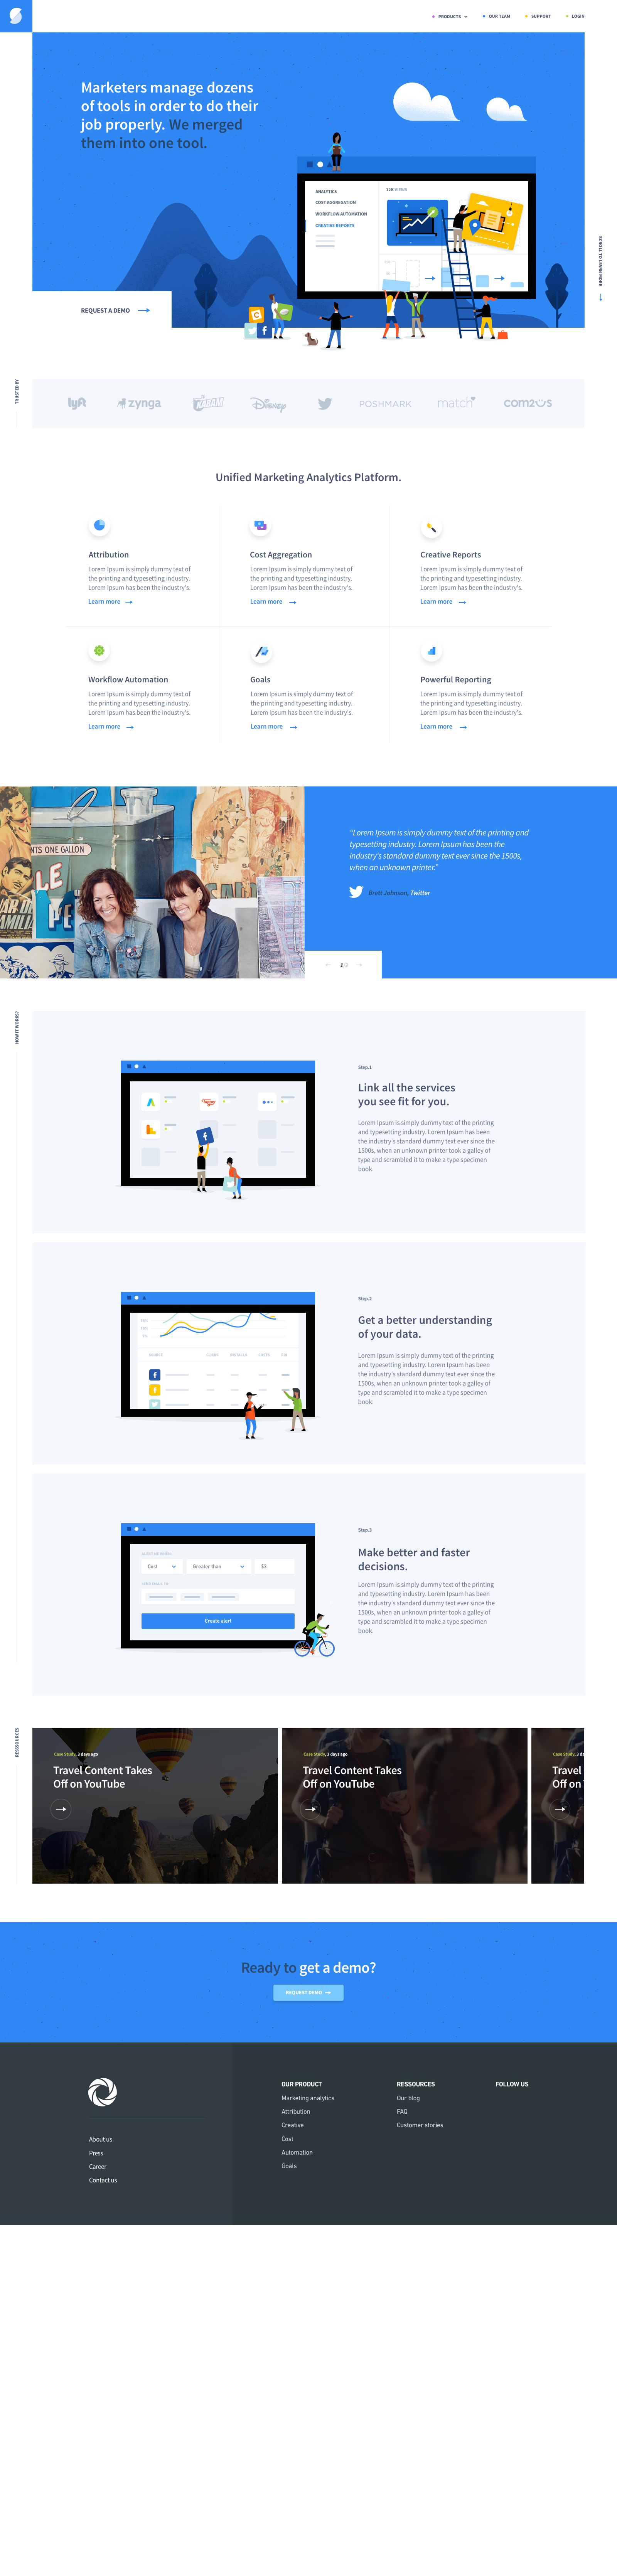 PRODUCTS
OUR TEAM
SUPPORT
LOGIN
Marketers manage dozens
of tools in order to do their
job properly. We merged
them into one tool.
ANALYTICS
COST AGGREGATION
WORKFLOW AUTOMATION
CREATIVE REPORTS
12K VIEWS
SCROLL TO LEARN MORE
REQUEST A DEMO
TRUSTED BY
lyft
zynga
KABAM
Disney
POSHMARK
match
com2uS
Unified Marketing Analytics Platform.
Attribution
Lorem Ipsum is simply dummy text of
the printing and typesetting industry.
Lorem Ipsum has been the industry's.
Learn more
Cost Aggregation
Lorem Ipsum is simply dummy text of
the printing and typesetting industry.
Lorem Ipsum has been the industry's.
Learn more
Creative Reports
Lorem Ipsum is simply dummy text of
the printing and typesetting industry.
Lorem Ipsum has been the industry's.
Learn more
Workflow Automation
Lorem Ipsum is simply dummy text of
the printing and typesetting industry.
Lorem Ipsum has been the industry's.
Learn more
Goals
Lorem Ipsum is simply dummy text of
the printing and typesetting industry.
Lorem Ipsum has been the industry's.
Learn more
Powerful Reporting
Lorem Ipsum is simply dummy text of
the printing and typesetting industry.
Lorem Ipsum has been the industry's.
Learn more
NTS ONE GALLON
"Lorem Ipsum is simply dummy text of the printing and
typesetting industry. Lorem Ipsum has been the
industry's standard dummy text ever since the 1500s,
when an unknown printer."
Brett Johnson, Twitter
HOW IT WORKS?
Step.1
Link all the services
you see fit for you.
Lorem Ipsum is simply dummy text of the printing
and typesetting industry. Lorem Ipsum has been
the industry's standard dummy text ever since the
1500s, when an unknown printer took a galley of
type and scrambled it to make a type specimen
book.
Step.2
Get a better understanding
of your data.
Lorem Ipsum is simply dummy text of the printing
and typesetting industry. Lorem Ipsum has been
the industry's standard dummy text ever since the
1500s, when an unknown printer took a galley of
type and scrambled it to make a type specimen
book.
SOURCE
CLICKS
INSTALLS
COSTS
ROI
Step.3
Make better and faster
decisions.
Lorem Ipsum is simply dummy text of the printing
and typesetting industry. Lorem Ipsum has been
the industry's standard dummy text ever since the
1500s, when an unknown printer took a galley of
type and scrambled it to make a type specimen
book.
Cost
Greater than
$3
SEND EMAIL TO:
Create alert
RESSOURCES
Case Study, 3 days ago
Travel Content Takes
Off on YouTube
Case Study, 3 days ago
Travel Content Takes
Off on YouTube
Case Study, 3 da
Travel
Off on
Ready to get a demo?
REQUEST DEMO
About us
Press
Career
Contact us
OUR PRODUCT
Marketing analytics
Attribution
Creative
Cost
Automation
Goals
RESSOURCES
Our blog
FAQ
Customer stories
FOLLOW US